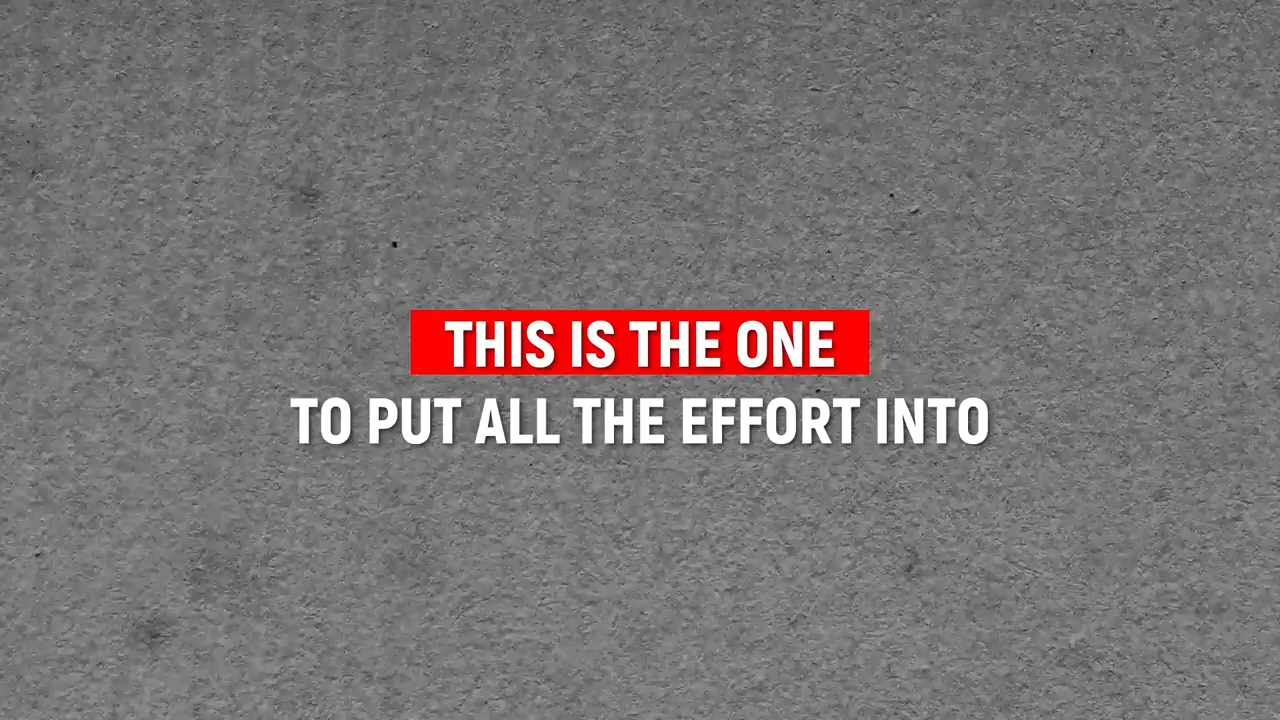 THIS IS THE ONE
TO PUT ALL THE EFFORT INTO